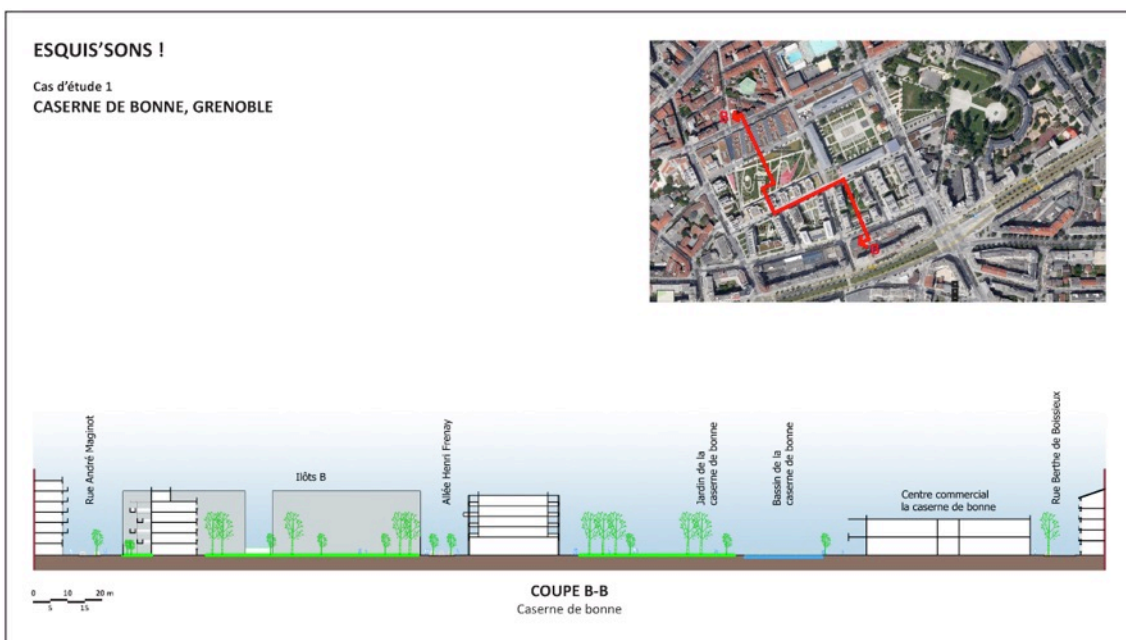 ESQUIS'SONS !
Cas d'étude 1
CASERNE DE BONNE, GRENOBLE
Rue André Maginot
Ilôts B
Allée Henri Frenay
Jardin de la
caserne de bonne
Bassin de la
caserne de bonne
Centre commercial
la caserne de bonne
Rue Berthe de Boissieux
0 10 20 m
5 15
COUPE B-B
Caserne de bonne